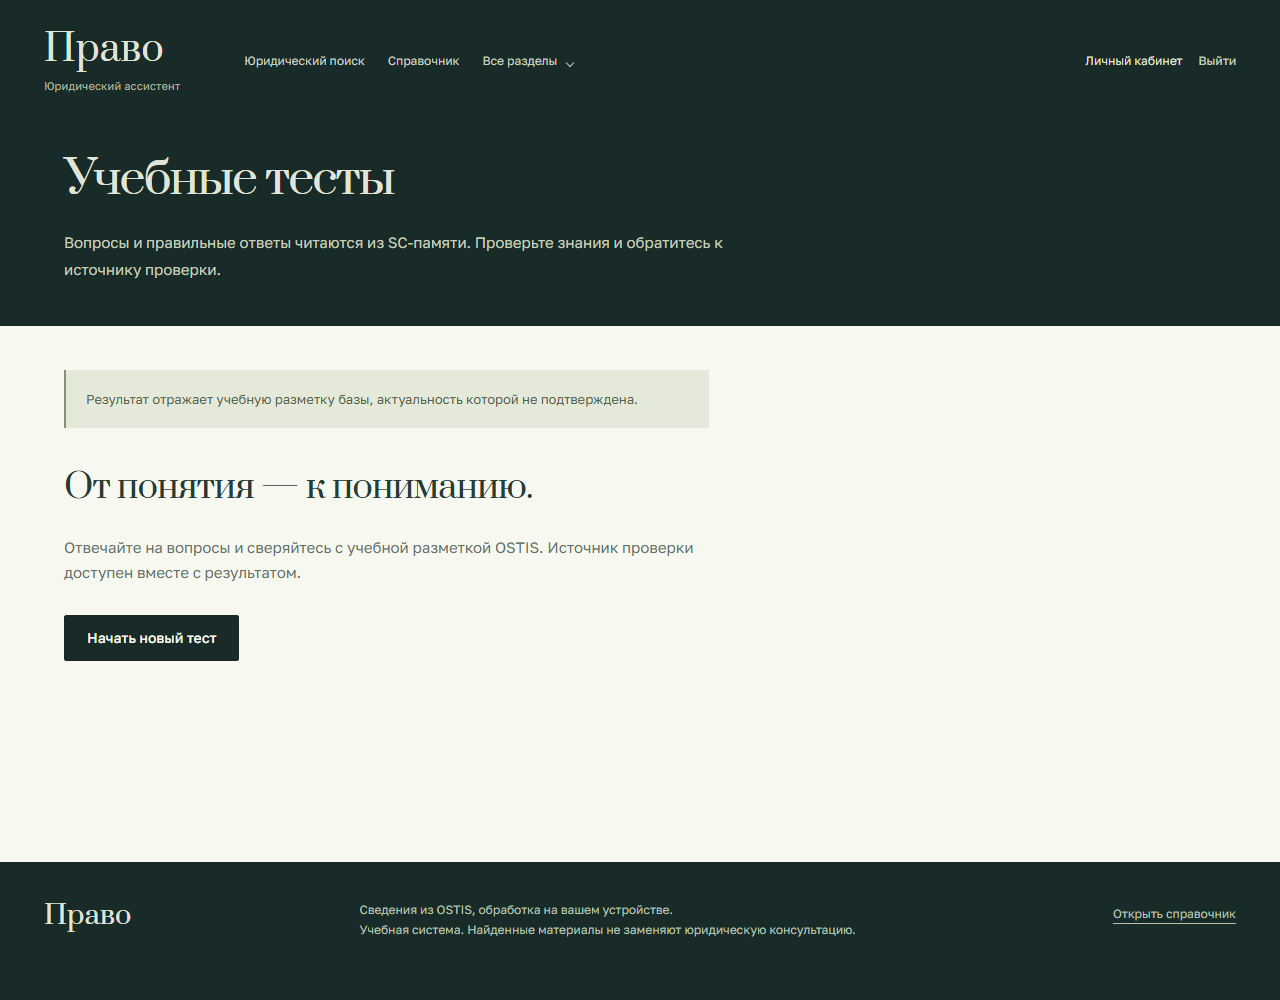 Право
Юридический ассистент
Юридический поиск
Справочник
Все разделы
Личный кабинет
Выйти
Учебные тесты
Вопросы и правильные ответы читаются из SC-памяти. Проверьте знания и обратитесь к
источнику проверки.
Результат отражает учебную разметку базы, актуальность которой не подтверждена.
От понятия — к пониманию.
Отвечайте на вопросы и сверяйтесь с учебной разметкой OSTIS. Источник проверки
доступен вместе с результатом.
Начать новый тест
Право
Сведения из OSTIS, обработка на вашем устройстве.
Учебная система. Найденные материалы не заменяют юридическую консультацию.
Открыть справочник